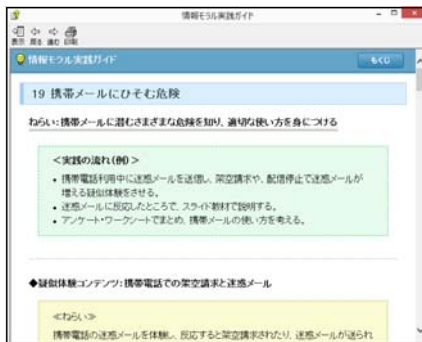 情報モラル実践ガイド
表示 戻る 進む 印刷
情報モラル実践ガイド
もくじ
19 携帯メールにひそむ危険
ねらい:携帯メールに潜むさまざまな危険を知り、適切な使い方を身につける
<実践の流れ(例)>
• 携帯電話利用中に迷惑メールを送信し、架空請求や、配信停止で迷惑メールが
増える疑似体験をさせる。
• 迷惑メールに反応したところで、スライド教材で説明する。
• アンケート・ワークシートでまとめ、携帯メールの使い方を考える。
◆疑似体験コンテンツ:携帯電話での架空請求と迷惑メール
≪ねらい≫
携帯電話の迷惑メールを体験し、反応すると架空請求されたり、迷惑メールが送られ